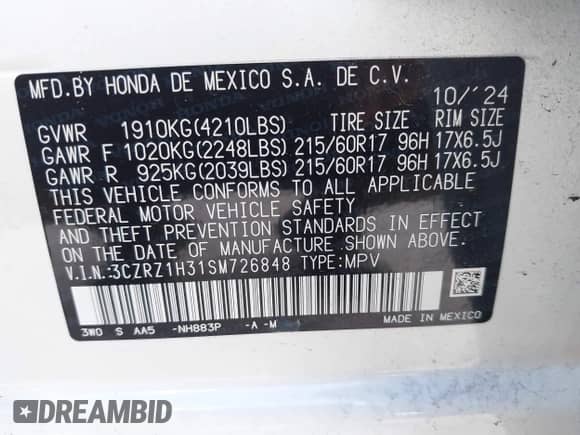 MFD.BY HONDA DE MEXICO S.A. DE C.V.
10/'24
GVWR 1910KG(4210LBS) TIRE SIZE RIM SIZE
GAWR F 1020KG(2248LBS) 215/60R17 96H 17X6.5J
GAWR R 925KG(2039LBS) 215/60R17 96H 17X6.5J
THIS VEHICLE CONFORMS TO ALL APPLICABLE
FEDERAL MOTOR VEHICLE SAFETY
AND THEFT PREVENTION STANDARDS IN EFFECT
ON THE DATE OF MANUFACTURE SHOWN ABOVE.
V.I.N.:3CZRZ1H31SM726848 TYPE:MPV
3W0 S AA5 -NH883P -A -M MADE IN MEXICO
DREAMBID